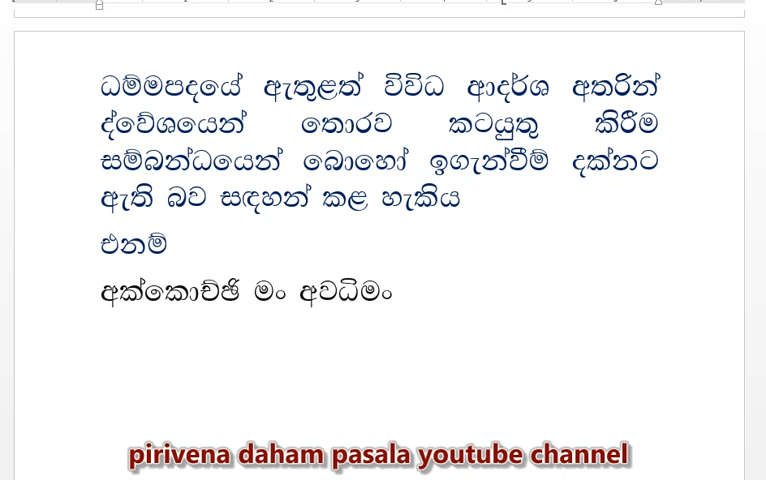 ධම්මපදයේ ඇතුළත් විවිධ ආදර්ශ අතරින්
ද්වේශයෙන් තොරව කටයුතු කිරීම
සම්බන්ධයෙන් බොහෝ ඉගැන්වීම් දක්නට
ඇති බව සඳහන් කළ හැකිය
එනම්
අක්කොච්ඡි මං අවධිමං
pirivena daham pasala youtube channel